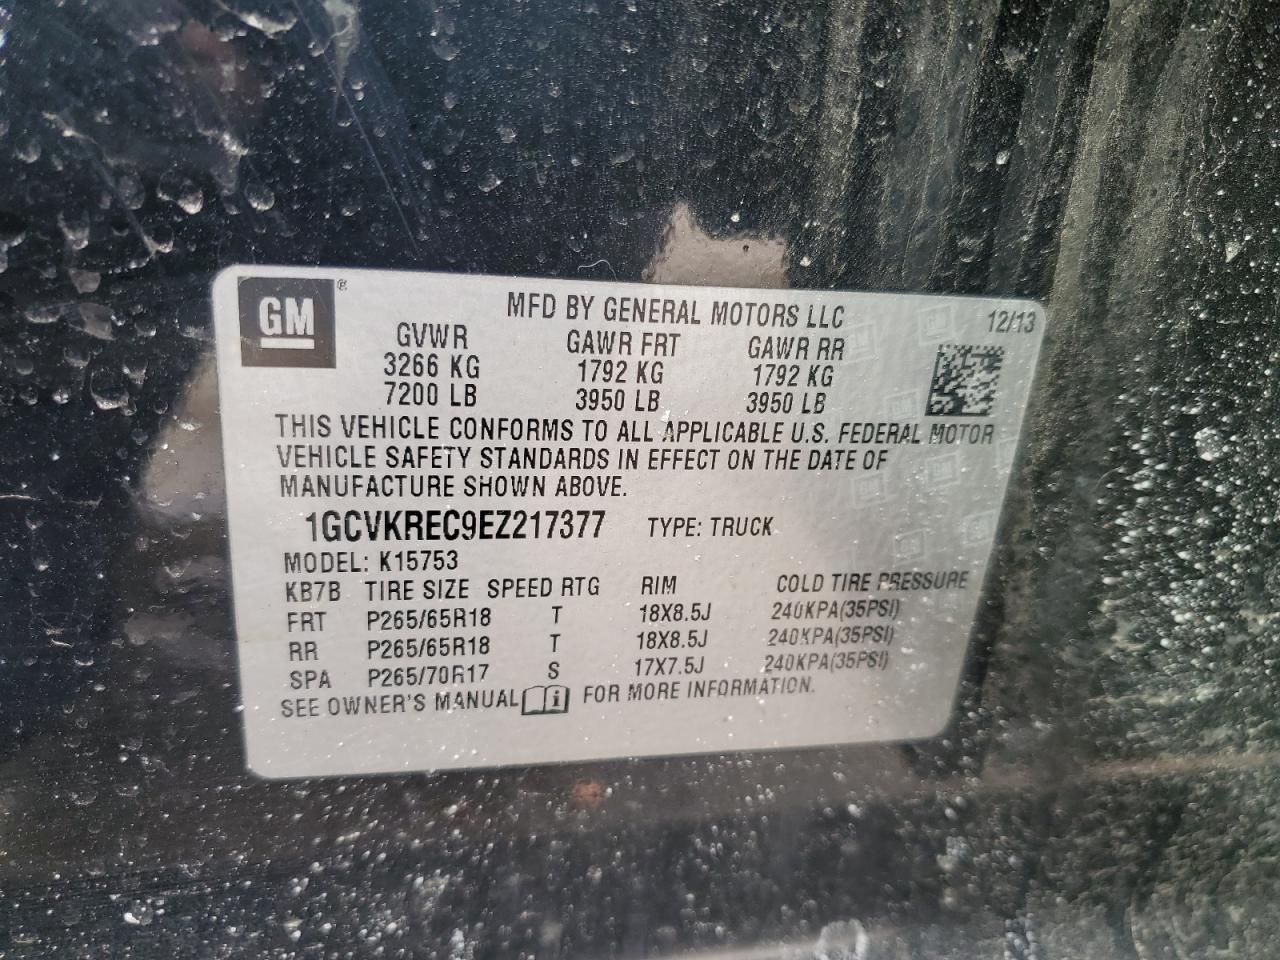 GM ®
MFD BY GENERAL MOTORS LLC 12/13
GVWR GAWR FRT GAWR RR
3266 KG 1792 KG 1792 KG
7200 LB 3950 LB 3950 LB
THIS VEHICLE CONFORMS TO ALL APPLICABLE U.S. FEDERAL MOTOR
VEHICLE SAFETY STANDARDS IN EFFECT ON THE DATE OF
MANUFACTURE SHOWN ABOVE.
1GCVKREC9EZ217377 TYPE: TRUCK
MODEL: K15753
KB7B TIRE SIZE SPEED RTG RIM COLD TIRE PRESSURE
FRT P265/65R18 T 18X8.5J 240KPA(35PSI)
RR P265/65R18 T 18X8.5J 240KPA(35PSI)
SPA P265/70R17 S 17X7.5J 240KPA(35PSI)
SEE OWNER'S MANUAL i FOR MORE INFORMATION.